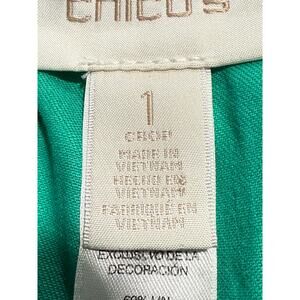 CHICO'S
1
CROP
MADE IN
VIETNAM
HECHO EN
VIETNAM
FABRIQUÉ EN
VIETNAM
EXCLUSIVO DE LA
DECORACIÓN